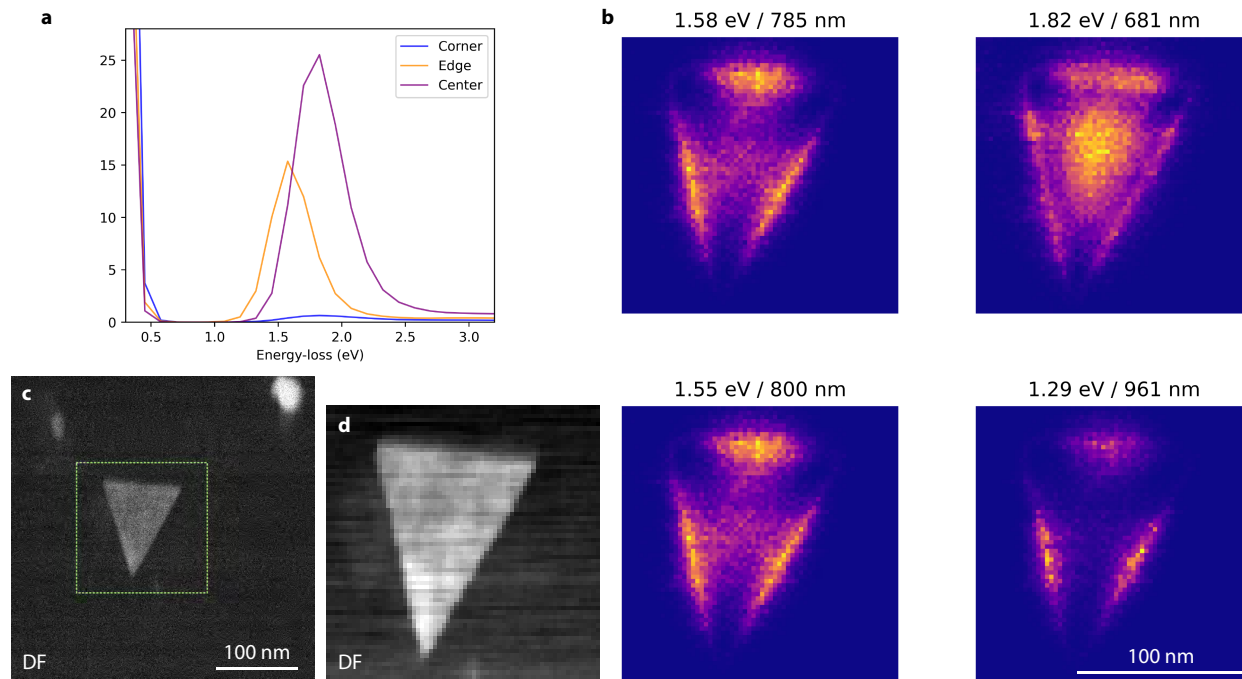 a
25
20
15
10
5
0
0.5 1.0 1.5 2.0 2.5 3.0
Energy-loss (eV)
Corner
Edge
Center
b
1.58 eV / 785 nm
1.82 eV / 681 nm
1.55 eV / 800 nm
1.29 eV / 961 nm
100 nm
c
DF
100 nm
d
DF